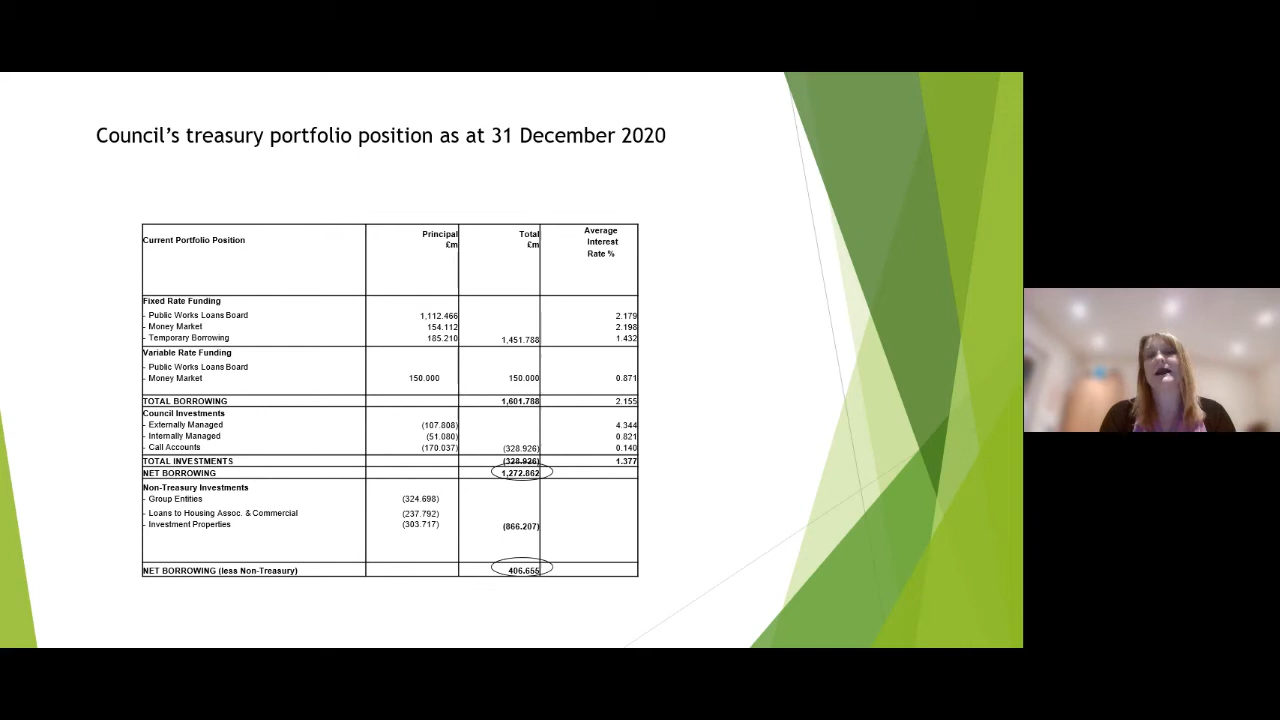 Council's treasury portfolio position as at 31 December 2020
Current Portfolio Position Principal £m Total £m Average Interest Rate %
Fixed Rate Funding
- Public Works Loans Board 1,112.466 2.179
- Money Market 154.112 2.198
- Temporary Borrowing 185.210 1,451.788 1.432
Variable Rate Funding
- Public Works Loans Board
- Money Market 150.000 150.000 0.871
TOTAL BORROWING 1,601.788 2.155
Council Investments
- Externally Managed (107.808) 4.344
- Internally Managed (51.080) 0.821
- Call Accounts (170.037) (328.926) 0.140
TOTAL INVESTMENTS (328.926) 1.377
NET BORROWING 1,272.862
Non-Treasury Investments
- Group Entities (324.698)
- Loans to Housing Assoc. & Commercial (237.792)
- Investment Properties (303.717) (866.207)
NET BORROWING (less Non-Treasury) 406.655